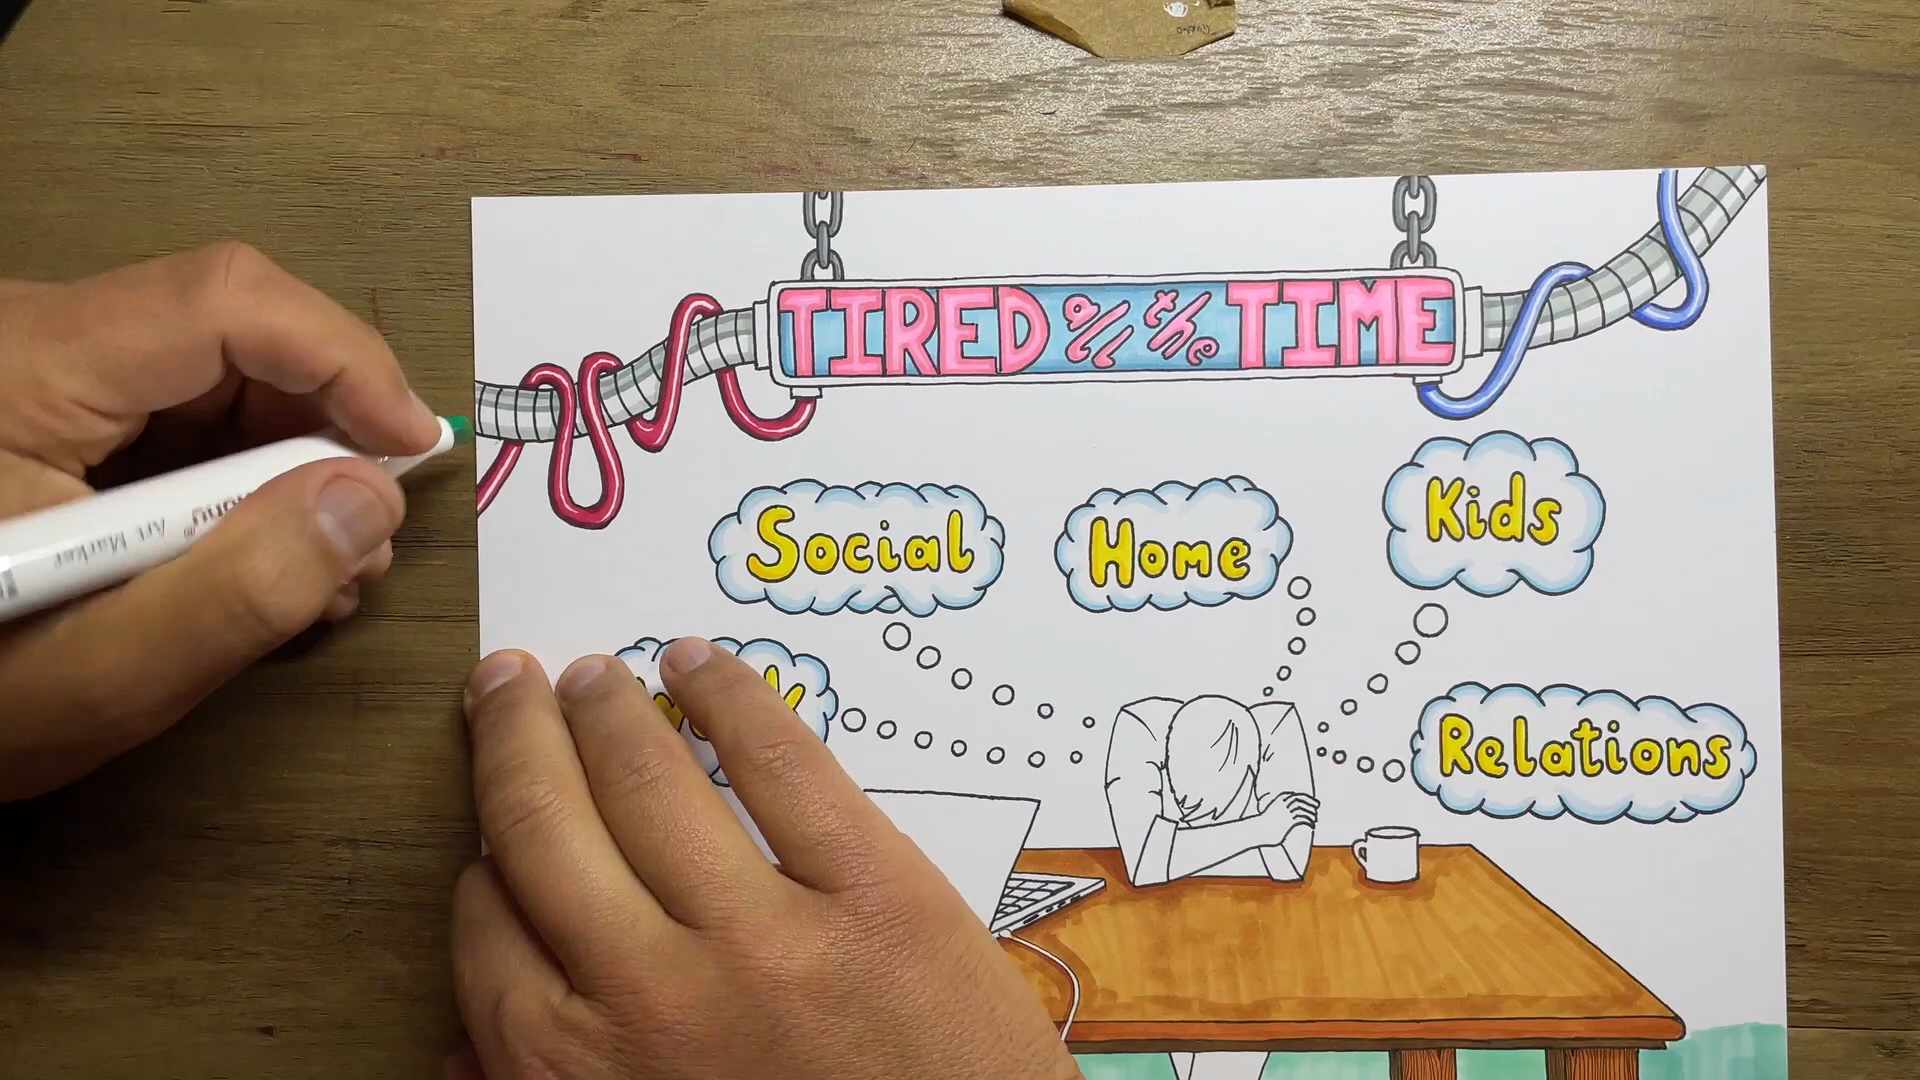 TIRED all the TIME
Kids
Social
Home
Relations
Art Marker